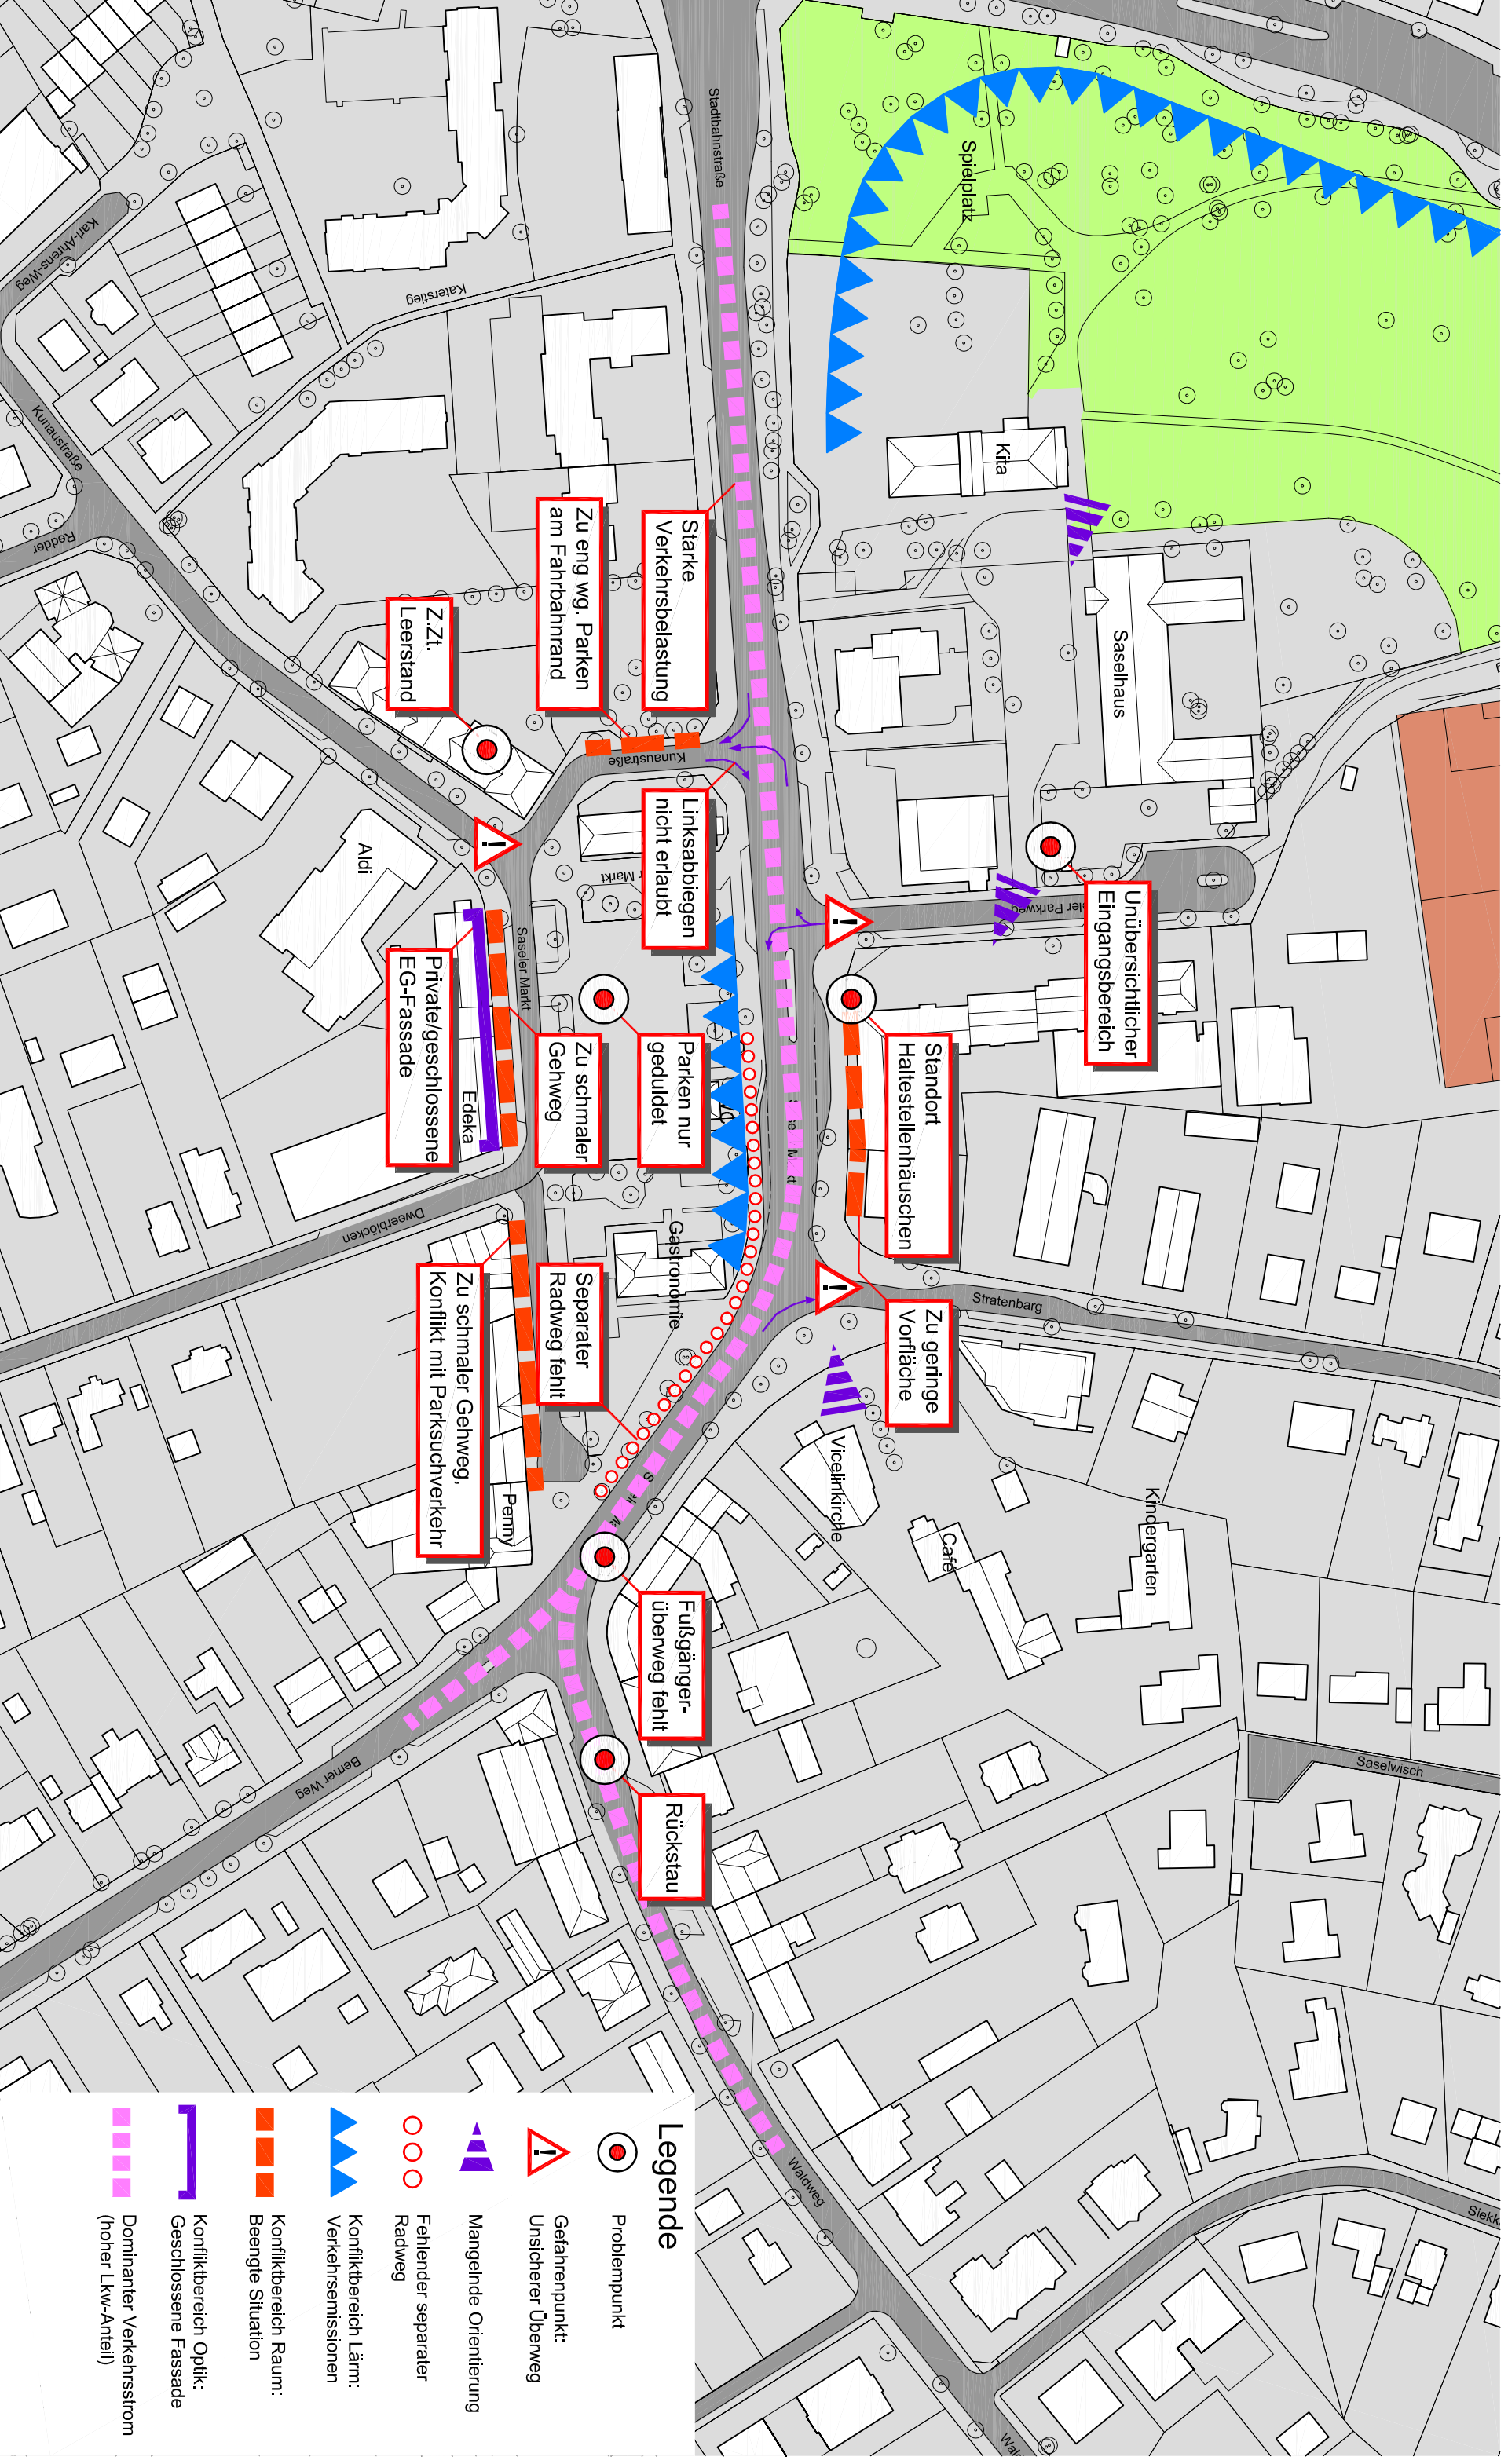 Stadtbahnstraße
Spielplatz
Karl-Ahrens-Weg
Katerstieg
Kunaustraße
Redder
Kita
Saselhaus
Starke
Verkehrsbelastung
Zu eng wg. Parken
am Fahrbahnrand
Z.Zt.
Leerstand
Kunaustraße
Linksabbiegen
nicht erlaubt
Markt
Aldi
Saseler Markt
Parkweg
Unübersichtlicher
Eingangsbereich
Private/geschlossene
EG-Fassade
Edeka
Zu schmaler
Gehweg
Parken nur
geduldet
Standort
Haltestellenhäuschen
Dweerblöcken
Gastronomie
Stratenbarg
Zu geringe
Vorfläche
Separater
Radweg fehlt
Zu schmaler Gehweg,
Konflikt mit Parksuchverkehr
Penny
Vicelinkirche
Café
Kindergarten
Fußgänger-
überweg fehlt
Rückstau
Berner Weg
Saselwisch
Waldweg
Legende
Problempunkt
Gefahrenpunkt:
Unsicherer Überweg
Mangelnde Orientierung
Fehlender separater
Radweg
Konfliktbereich Lärm:
Verkehrsemissionen
Konfliktbereich Raum:
Beengte Situation
Konfliktbereich Optik:
Geschlossene Fassade
Dominanter Verkehrsstrom
(hoher Lkw-Anteil)